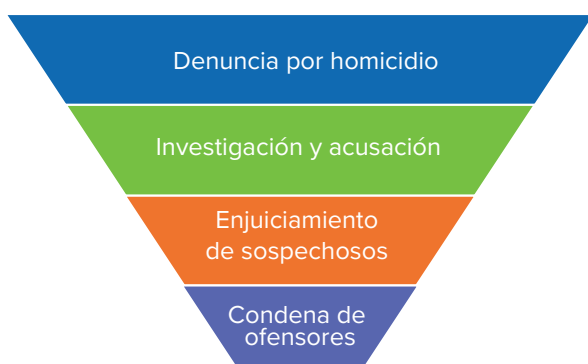 Denuncia por homicidio
Investigación y acusación
Enjuiciamiento
de sospechosos
Condena de
ofensores